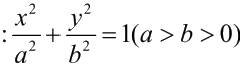 :x²/a² + y²/b² = 1(a > b > 0)